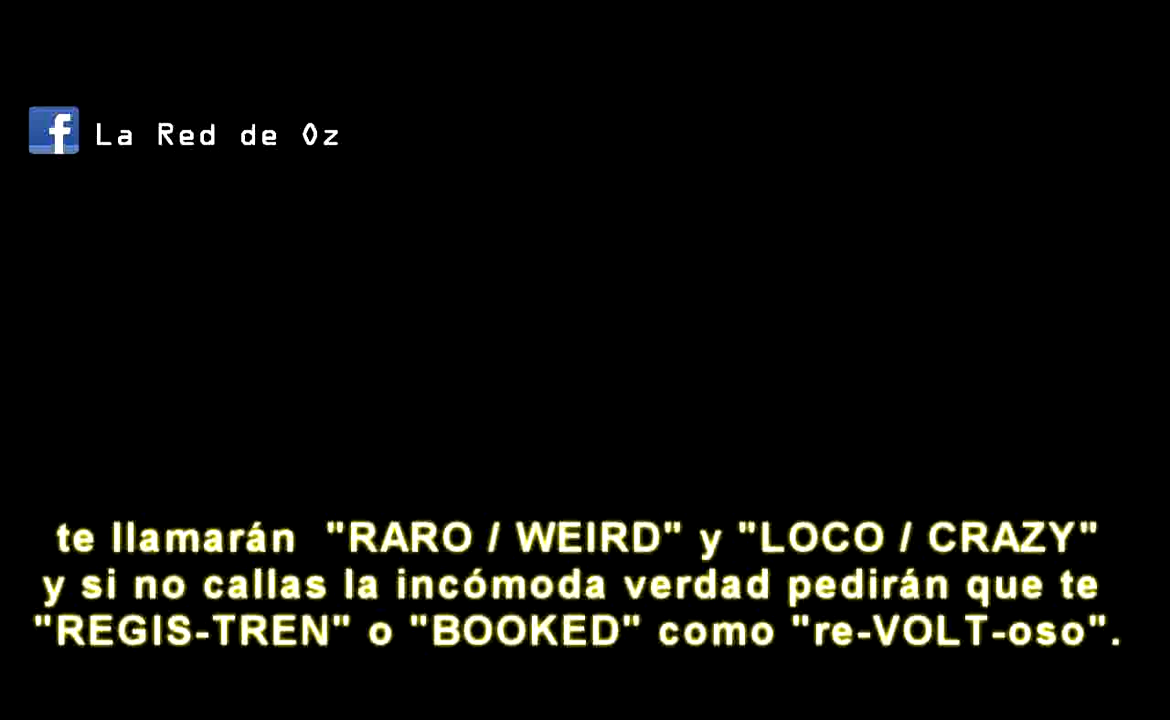 La Red de Oz
te llamarán "RARO / WEIRD" y "LOCO / CRAZY"
y si no callas la incómoda verdad pedirán que te
"REGIS-TREN" o "BOOKED" como "re-VOLT-oso".